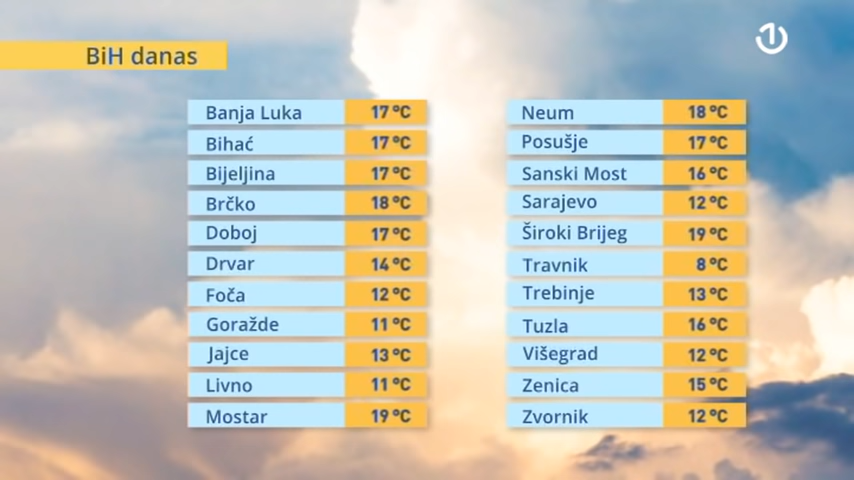 BiH danas
Banja Luka 17 °C
Bihać 17 °C
Bijeljina 17 °C
Brčko 18 °C
Doboj 17 °C
Drvar 14 °C
Foča 12 °C
Goražde 11 °C
Jajce 13 °C
Livno 11 °C
Mostar 19 °C
Neum 18 °C
Posušje 17 °C
Sanski Most 16 °C
Sarajevo 12 °C
Široki Brijeg 19 °C
Travnik 8 °C
Trebinje 13 °C
Tuzla 16 °C
Višegrad 12 °C
Zenica 15 °C
Zvornik 12 °C